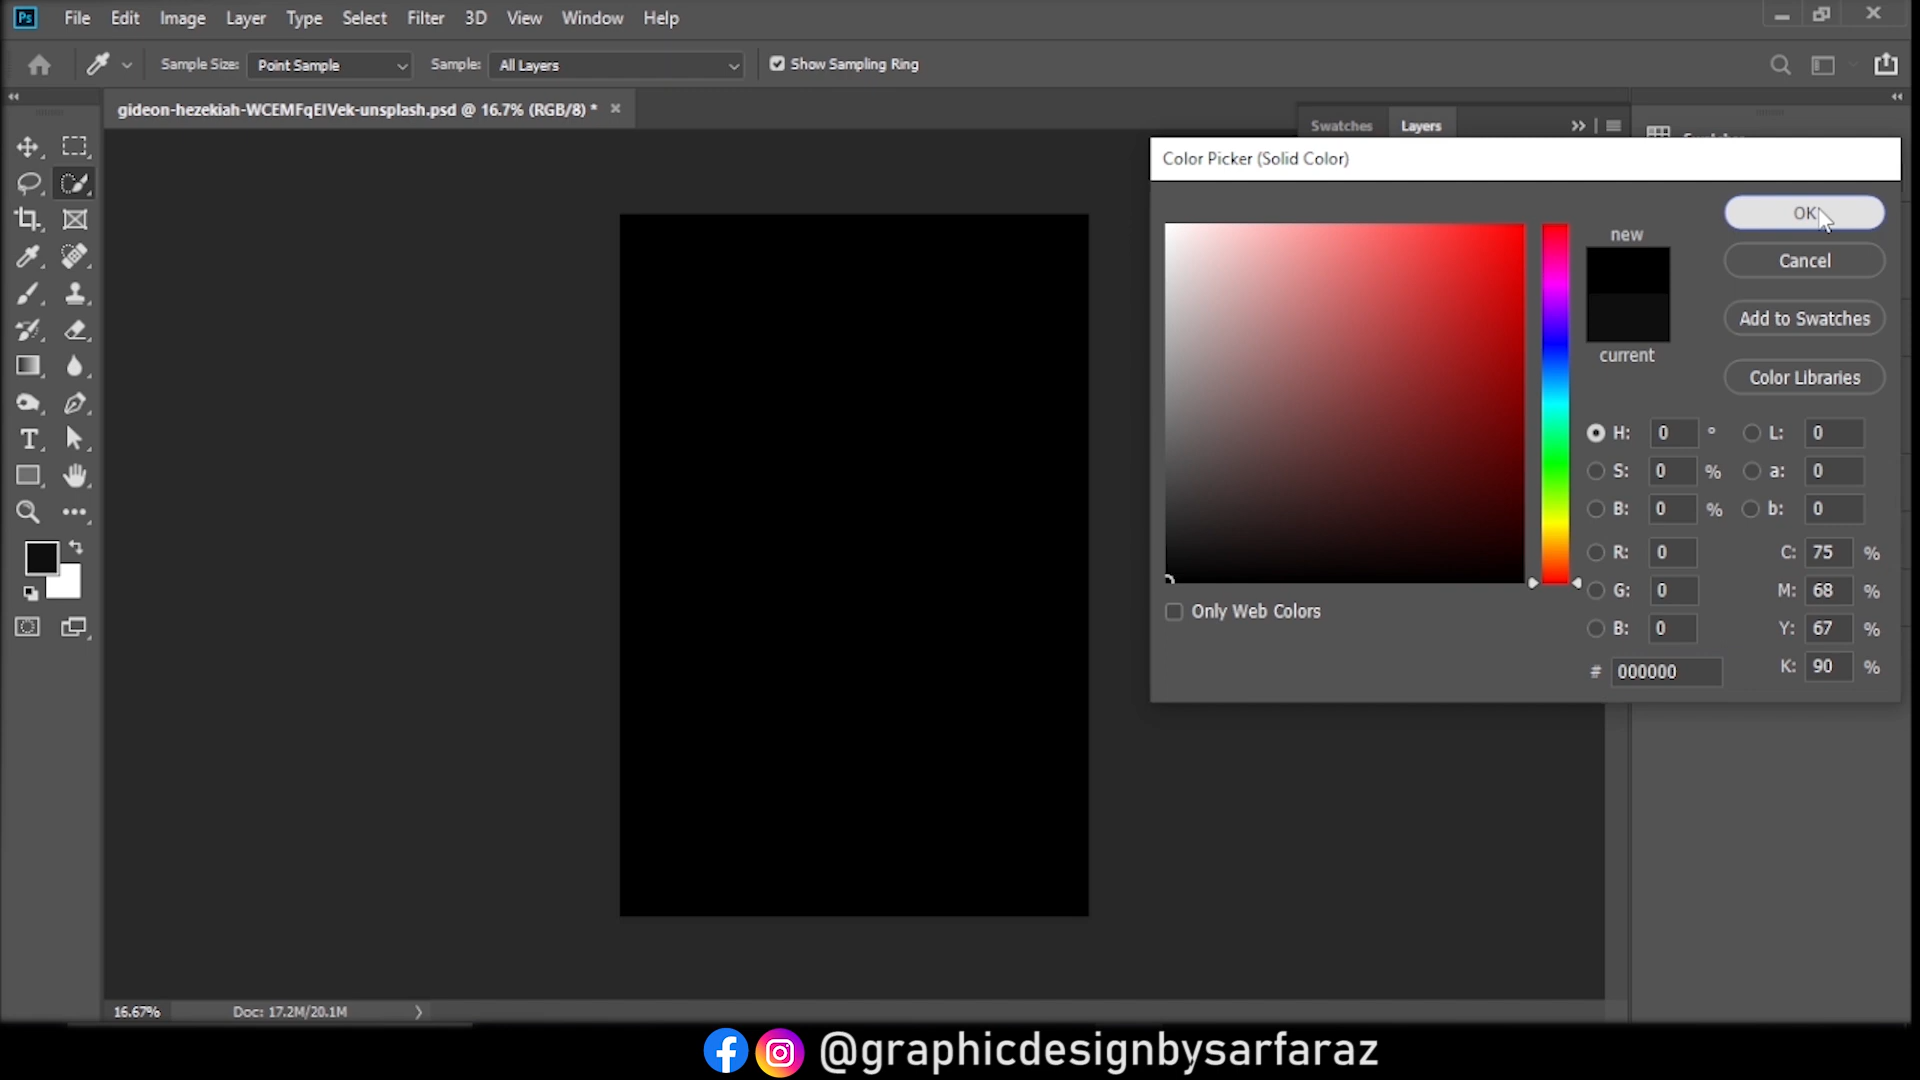 Ps File Edit Image Layer Type Select Filter 3D View Window Help
Sample Size: Point Sample Sample: All Layers Show Sampling Ring
gideon-hezekiah-WCEMFqEIVek-unsplash.psd @ 16.7% (RGB/8) * ×
Swatches Layers
Color Picker (Solid Color)
OK
new
Cancel
Add to Swatches
current
Color Libraries
H: 0 ° L: 0
S: 0 % a: 0
B: 0 % b: 0
R: 0 C: 75 %
G: 0 M: 68 %
Only Web Colors
B: 0 Y: 67 %
# 000000 K: 90 %
T
16.67% Doc: 17.2M/20.1M
@graphicdesignbysarfaraz